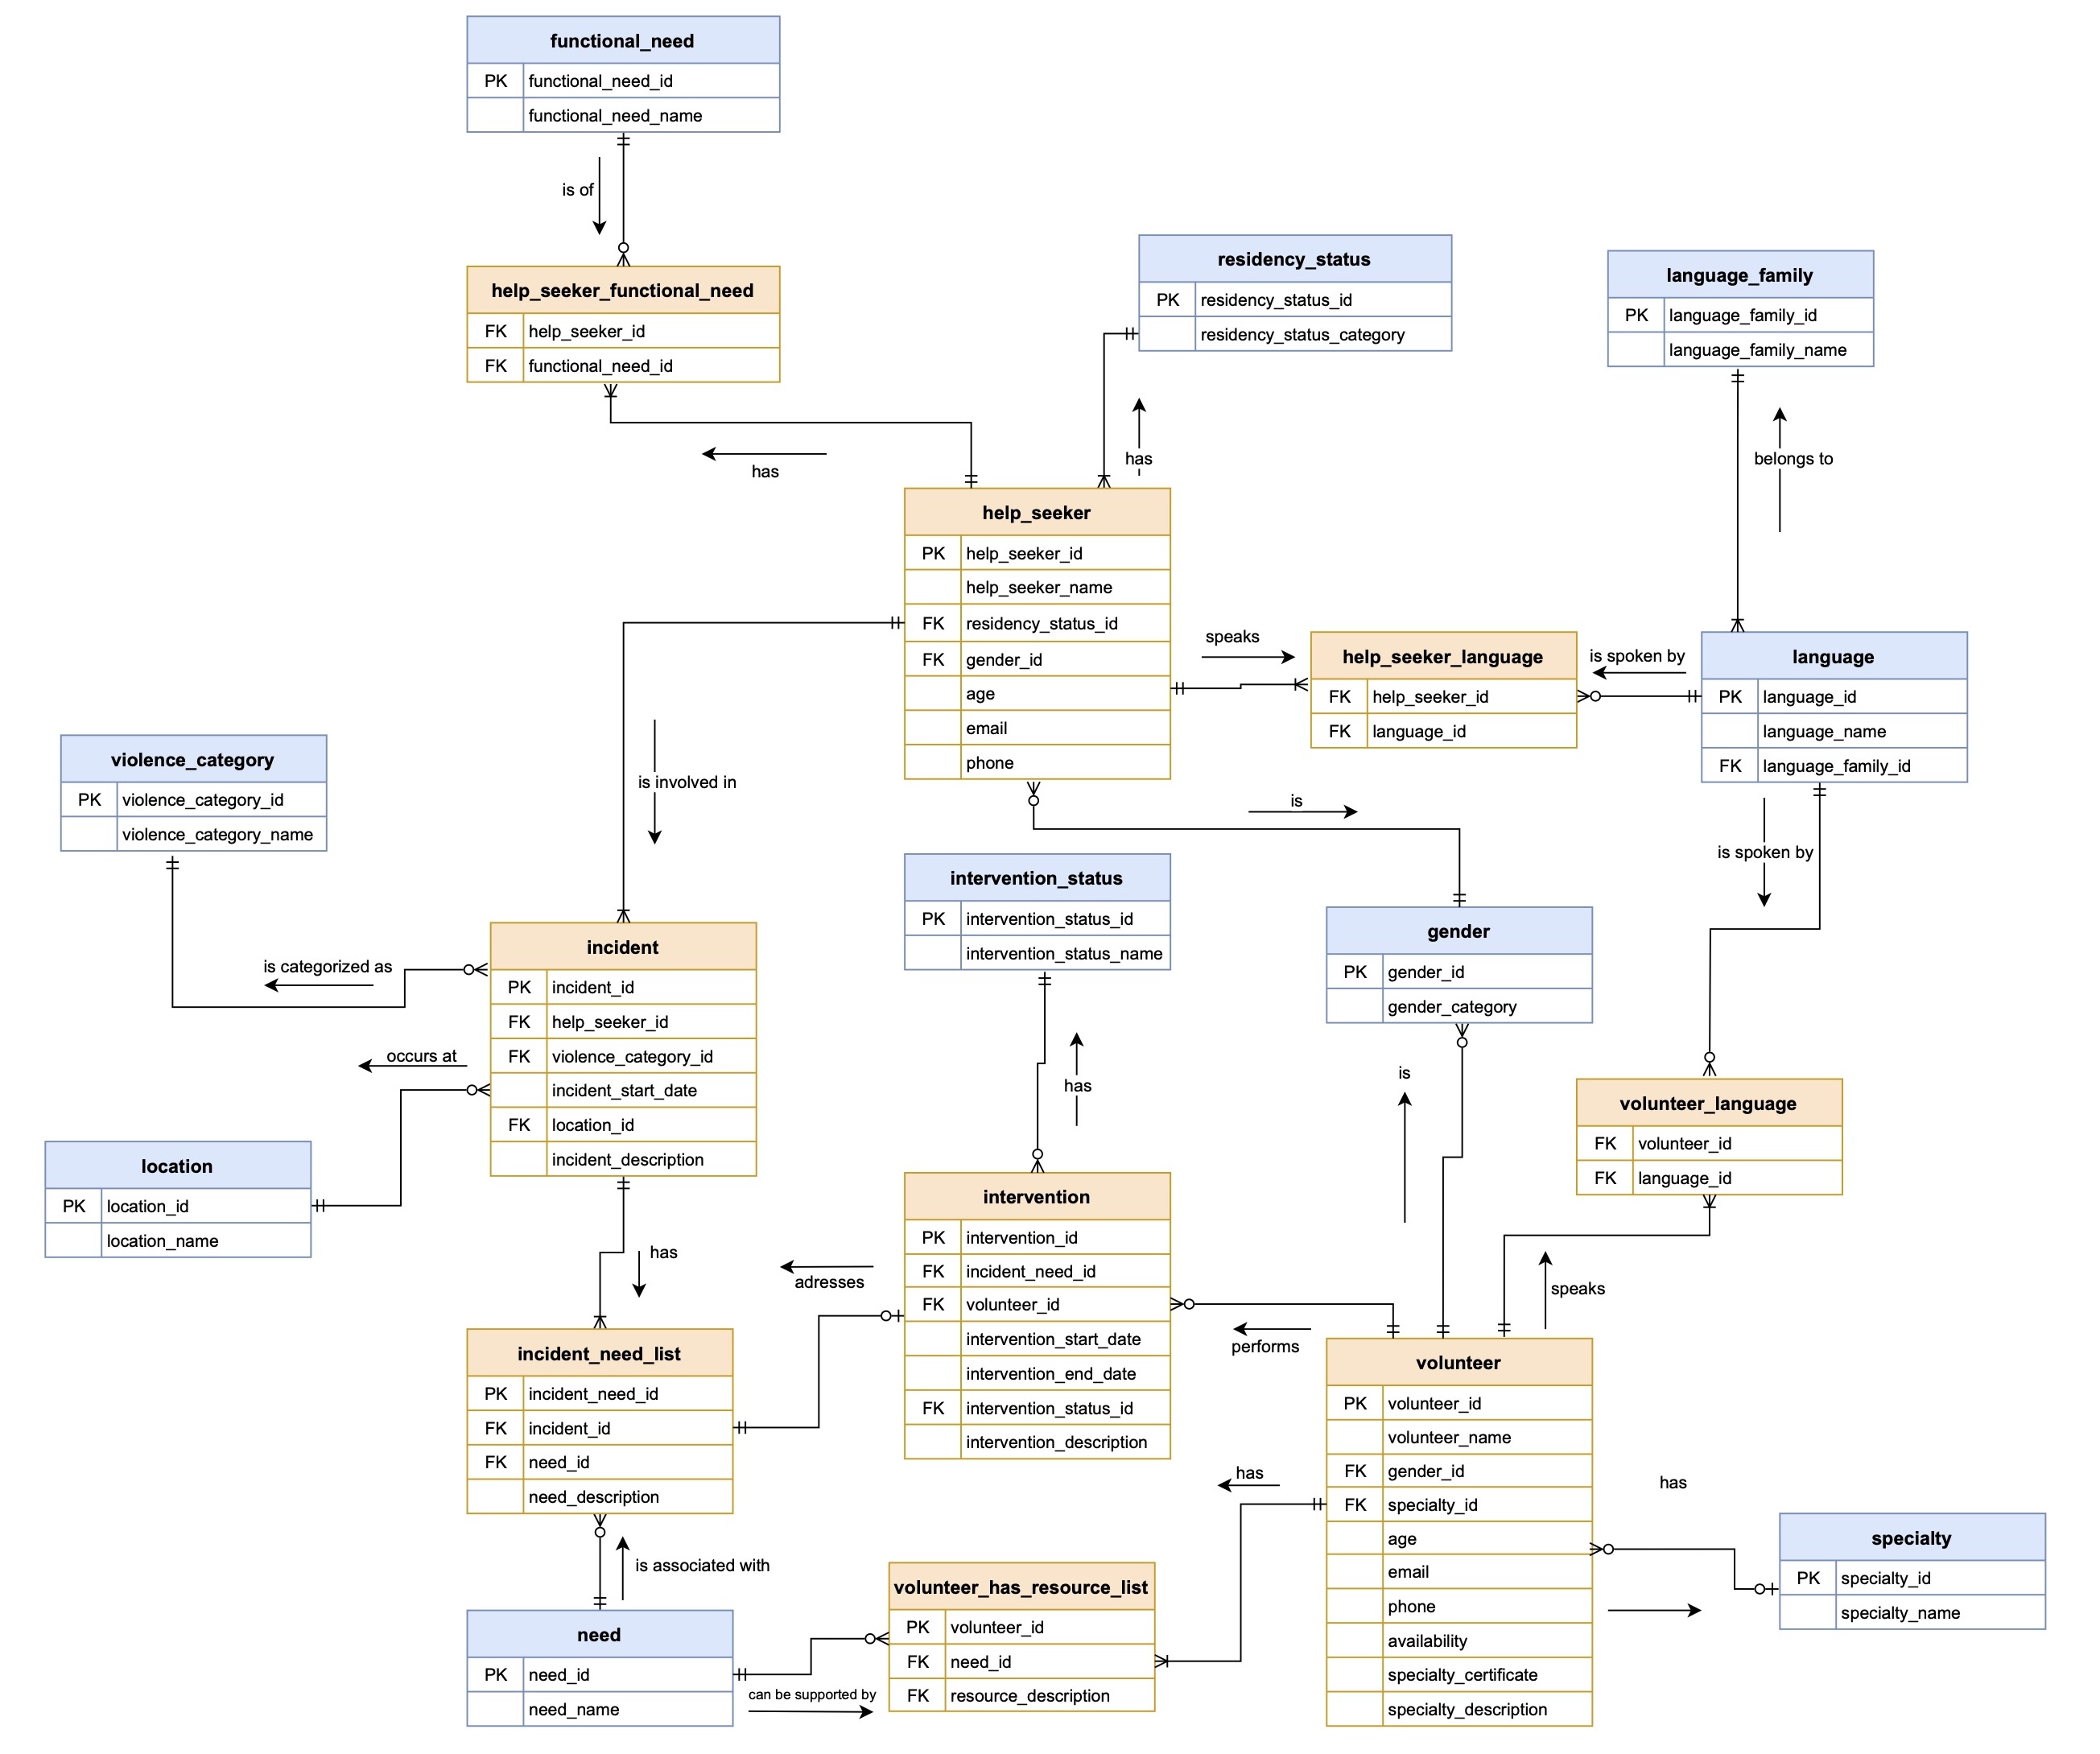 functional_need
PK functional_need_id
functional_need_name
is of
help_seeker_functional_need
FK help_seeker_id
FK functional_need_id
has
residency_status
PK residency_status_id
residency_status_category
has
language_family
PK language_family_id
language_family_name
belongs to
help_seeker
PK help_seeker_id
help_seeker_name
FK residency_status_id
FK gender_id
age
email
phone
speaks
help_seeker_language
FK help_seeker_id
FK language_id
is spoken by
language
PK language_id
language_name
FK language_family_id
is spoken by
is involved in
is
violence_category
PK violence_category_id
violence_category_name
is categorized as
intervention_status
PK intervention_status_id
intervention_status_name
has
gender
PK gender_id
gender_category
is
incident
PK incident_id
FK help_seeker_id
FK violence_category_id
incident_start_date
FK location_id
incident_description
occurs at
location
PK location_id
location_name
has
volunteer_language
FK volunteer_id
FK language_id
speaks
intervention
PK intervention_id
FK incident_need_id
FK volunteer_id
intervention_start_date
intervention_end_date
FK intervention_status_id
intervention_description
adresses
performs
incident_need_list
PK incident_need_id
FK incident_id
FK need_id
need_description
is associated with
volunteer
PK volunteer_id
volunteer_name
FK gender_id
FK specialty_id
age
email
phone
availability
specialty_certificate
specialty_description
has
has
specialty
PK specialty_id
specialty_name
need
PK need_id
need_name
can be supported by
volunteer_has_resource_list
PK volunteer_id
FK need_id
FK resource_description